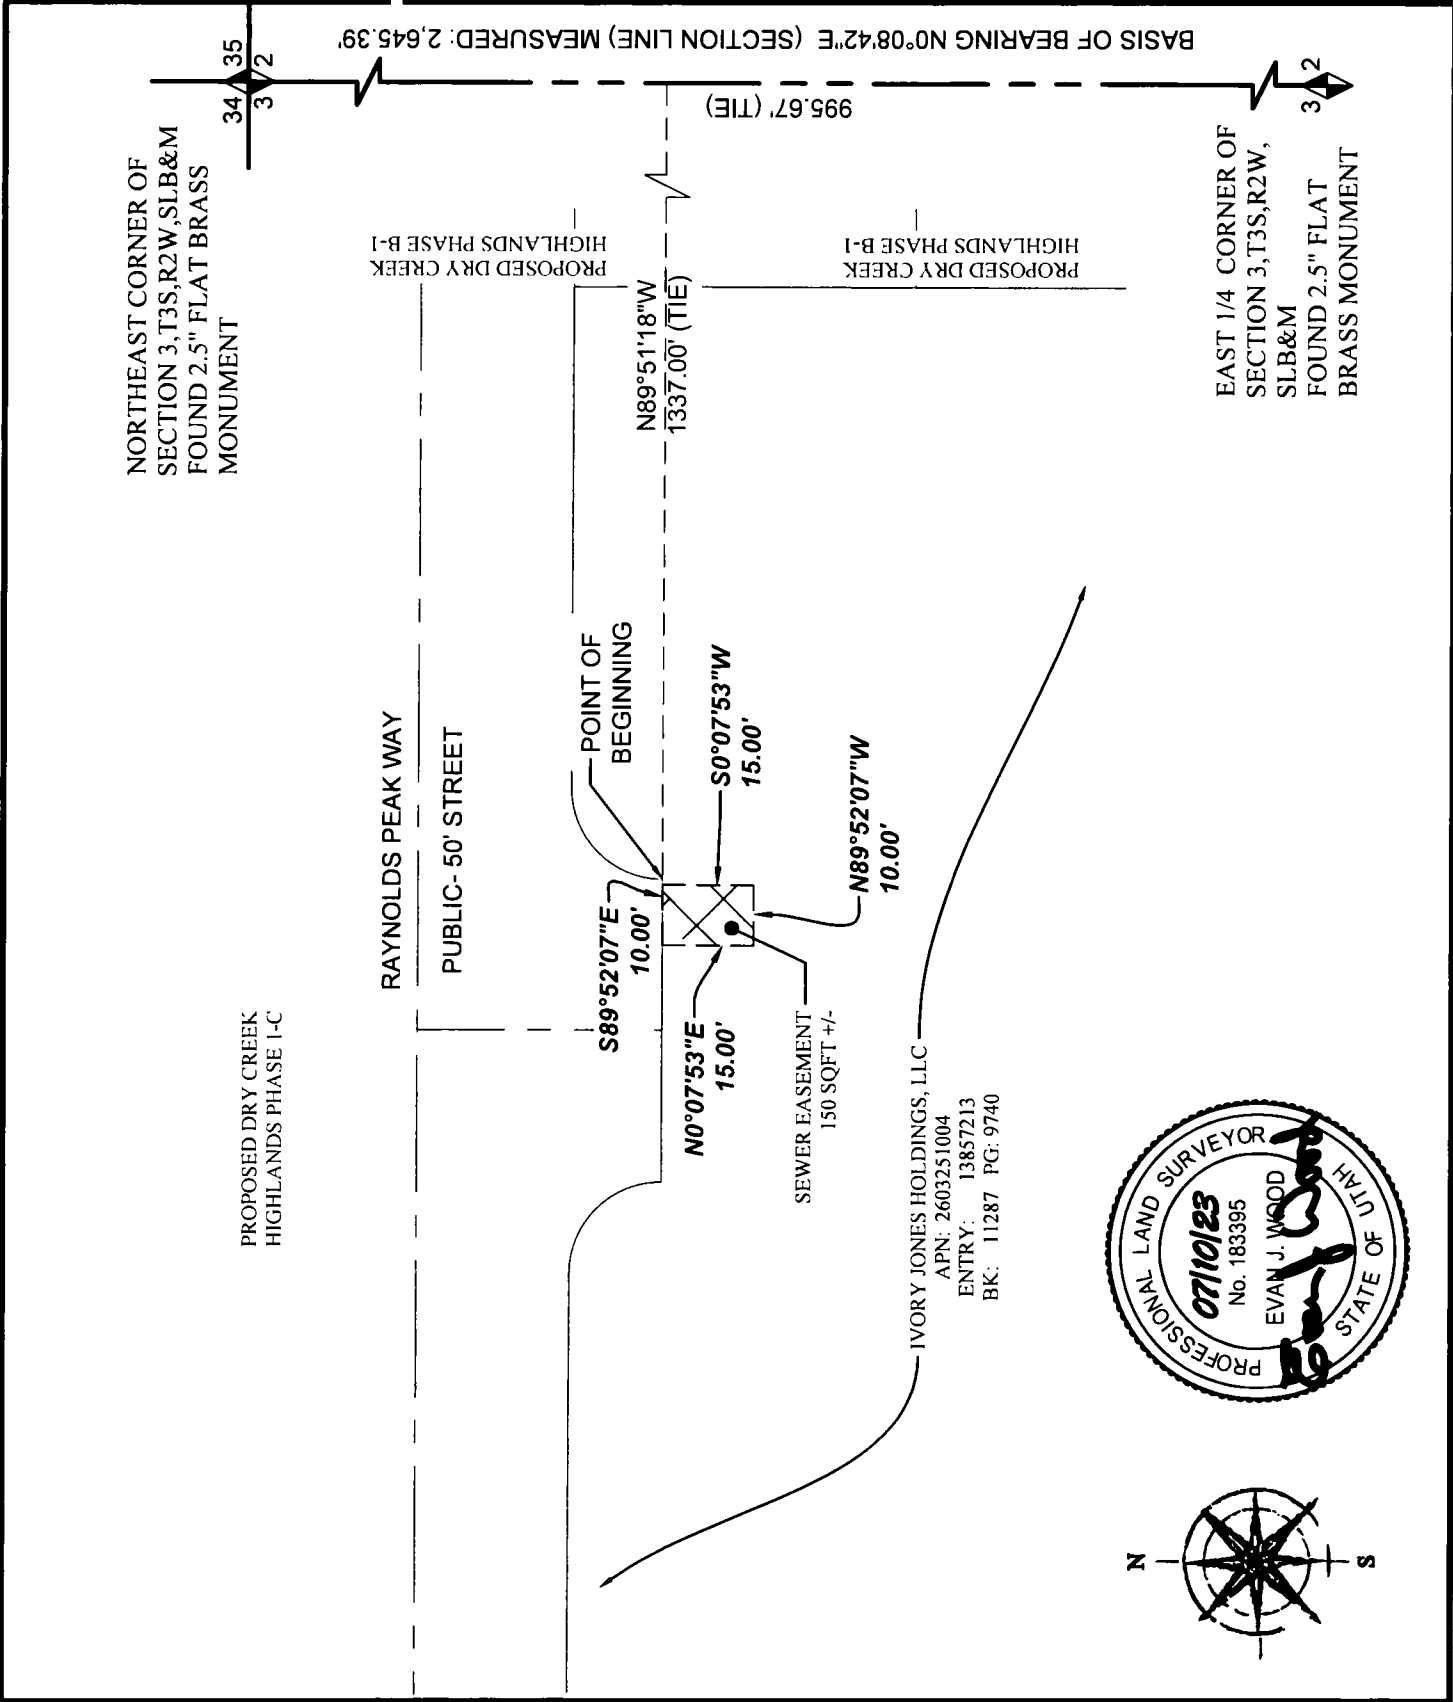 NORTHEAST CORNER OF
SECTION 3,T3S,R2W,SLB&M
FOUND 2.5" FLAT BRASS
MONUMENT
34
35
3
2
BASIS OF BEARING N0°08'42"E (SECTION LINE) MEASURED: 2,645.39'
995.67' (TIE)
PROPOSED DRY CREEK
HIGHLANDS PHASE B-1
PROPOSED DRY CREEK
HIGHLANDS PHASE B-1
N89°51'18"W
1337.00' (TIE)
EAST 1/4 CORNER OF
SECTION 3,T3S,R2W,
SLB&M
FOUND 2.5" FLAT
BRASS MONUMENT
3
2
PROPOSED DRY CREEK
HIGHLANDS PHASE 1-C
RAYNOLDS PEAK WAY
PUBLIC- 50' STREET
POINT OF
BEGINNING
S89°52'07"E
10.00'
S0°07'53"W
15.00'
N0°07'53"E
15.00'
N89°52'07"W
10.00'
SEWER EASEMENT
150 SQFT +/-
IVORY JONES HOLDINGS, LLC
APN: 2603251004
ENTRY: 13857213
BK: 11287 PG: 9740
PROFESSIONAL LAND SURVEYOR
07/10/23
No. 183395
EVAN J. WOOD
STATE OF UTAH
N
S